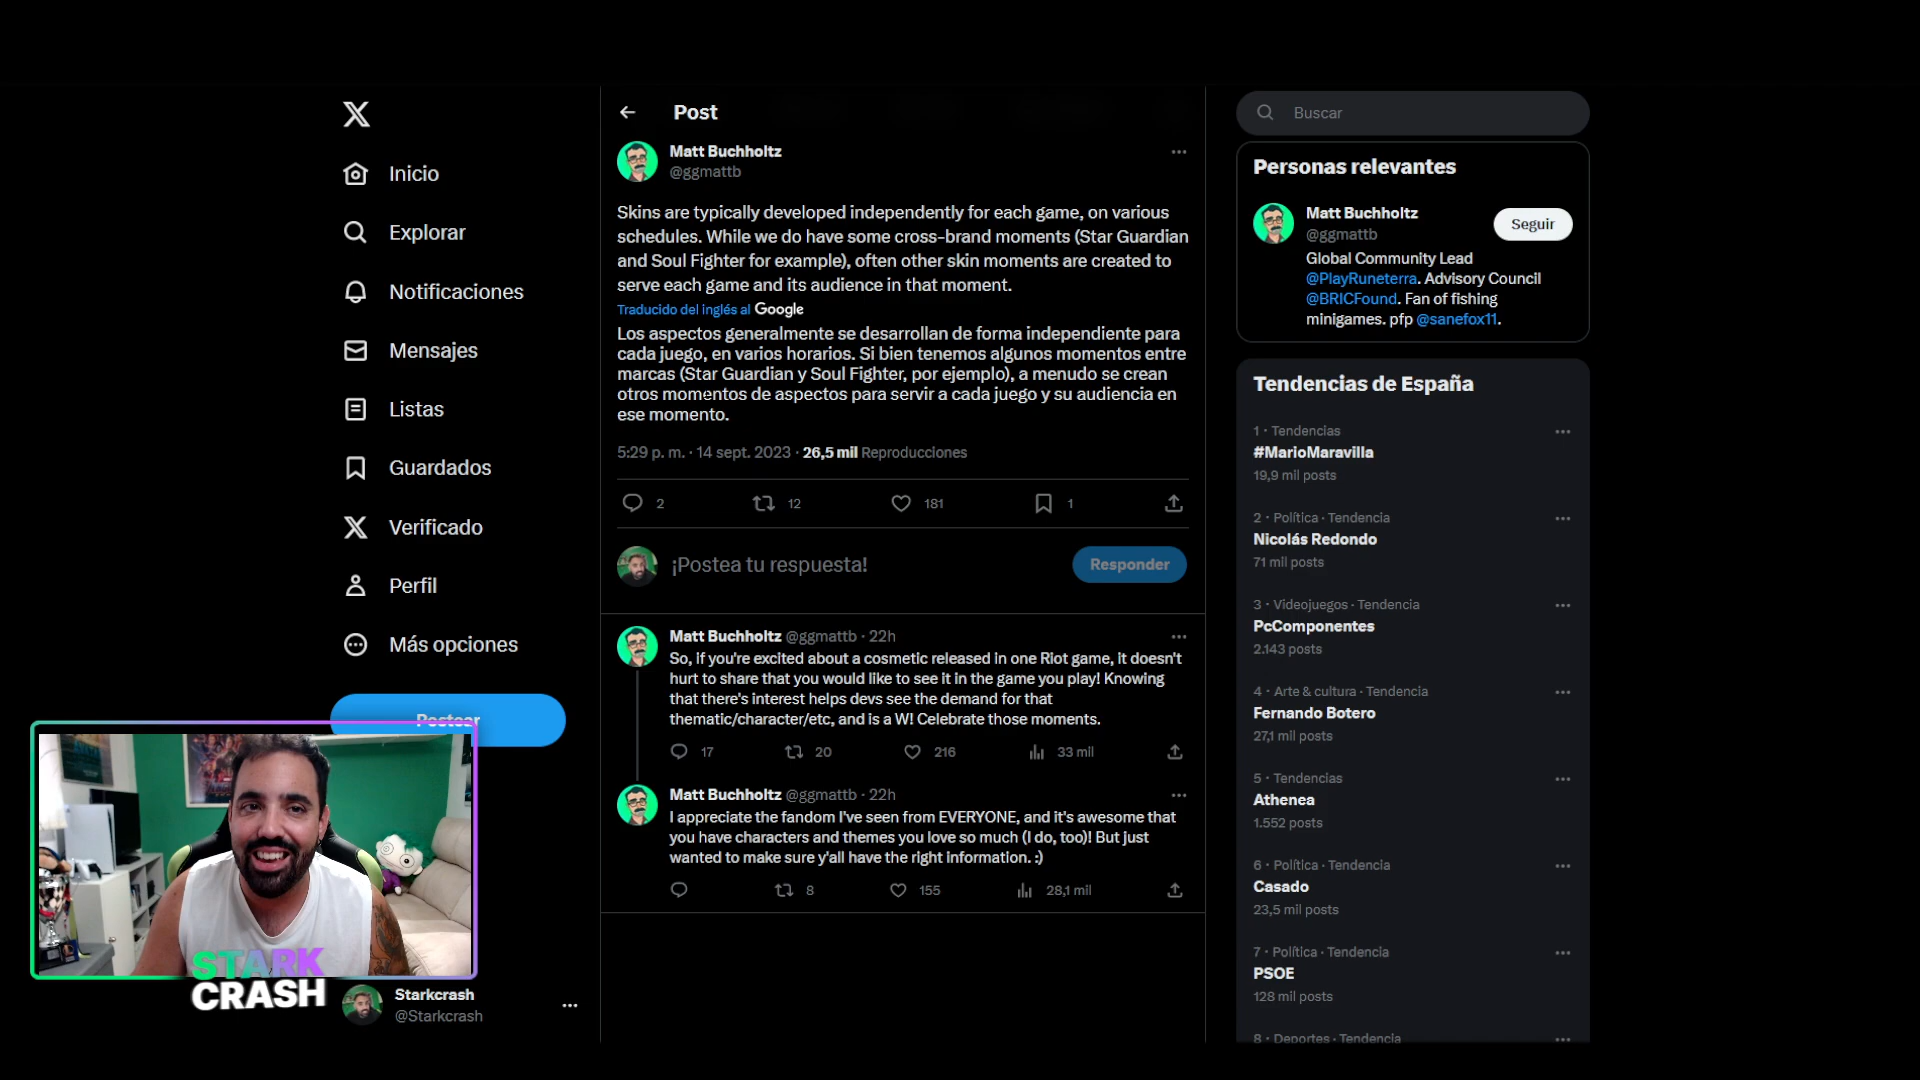 Inicio
Explorar
Notificaciones
Mensajes
Listas
Guardados
Verificado
Perfil
Más opciones
Postear
STARK
CRASH
Starkcrash
@Starkcrash
Post
Matt Buchholtz
@ggmattb
Skins are typically developed independently for each game, on various
schedules. While we do have some cross-brand moments (Star Guardian
and Soul Fighter for example), often other skin moments are created to
serve each game and its audience in that moment.
Traducido del inglés al Google
Los aspectos generalmente se desarrollan de forma independiente para
cada juego, en varios horarios. Si bien tenemos algunos momentos entre
marcas (Star Guardian y Soul Fighter, por ejemplo), a menudo se crean
otros momentos de aspectos para servir a cada juego y su audiencia en
ese momento.
5:29 p. m. · 14 sept. 2023 · 26,5 mil Reproducciones
2 12 181 1
¡Postea tu respuesta!
Responder
Matt Buchholtz @ggmattb · 22h
So, if you're excited about a cosmetic released in one Riot game, it doesn't
hurt to share that you would like to see it in the game you play! Knowing
that there's interest helps devs see the demand for that
thematic/character/etc, and is a W! Celebrate those moments.
17 20 216 33 mil
Matt Buchholtz @ggmattb · 22h
I appreciate the fandom I've seen from EVERYONE, and it's awesome that
you have characters and themes you love so much (I do, too)! But just
wanted to make sure y'all have the right information. :)
8 155 28,1 mil
Buscar
Personas relevantes
Matt Buchholtz
@ggmattb
Seguir
Global Community Lead
@PlayRuneterra. Advisory Council
@BRICFound. Fan of fishing
minigames. pfp @sanefox11.
Tendencias de España
1 · Tendencias
#MarioMaravilla
19,9 mil posts
2 · Política · Tendencia
Nicolás Redondo
71 mil posts
3 · Videojuegos · Tendencia
PcComponentes
2.143 posts
4 · Arte & cultura · Tendencia
Fernando Botero
27,1 mil posts
5 · Tendencias
Athenea
1.552 posts
6 · Política · Tendencia
Casado
23,5 mil posts
7 · Política · Tendencia
PSOE
128 mil posts
8 · Deportes · Tendencia